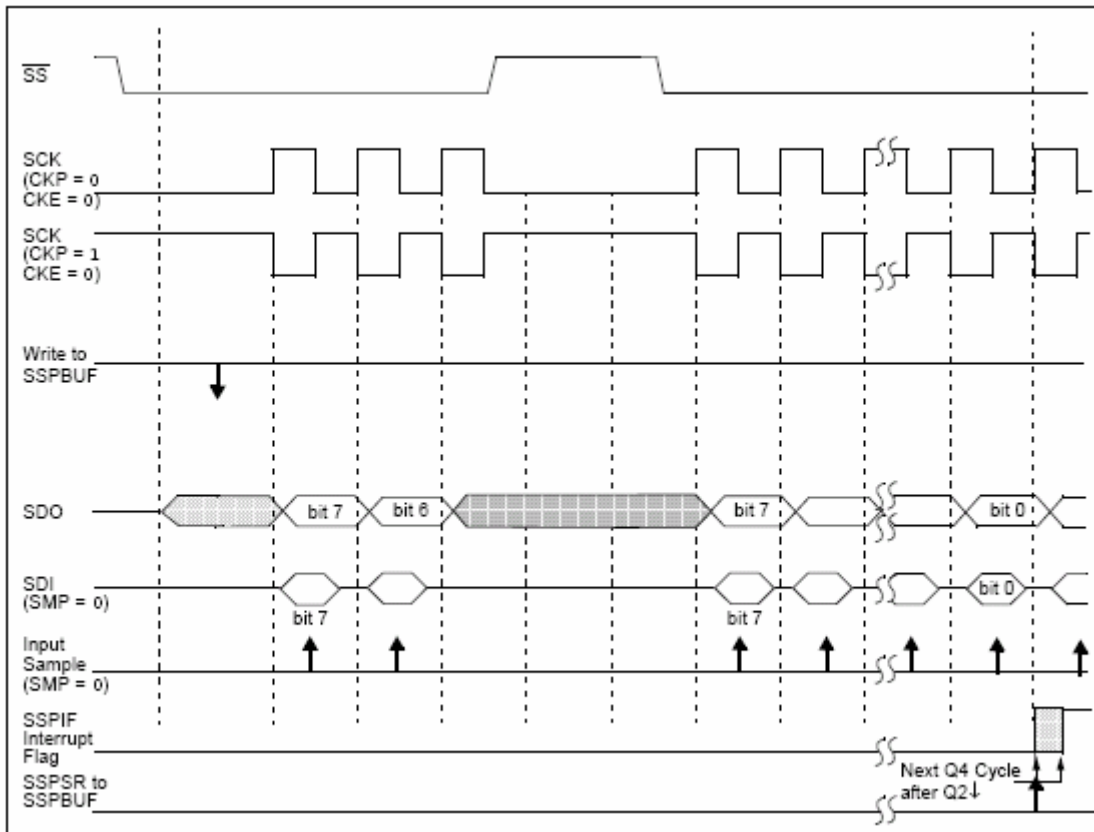 SS
SCK
(CKP = 0
CKE = 0)
SCK
(CKP = 1
CKE = 0)
Write to
SSPBUF
SDO
bit 7
bit 6
bit 7
bit 0
SDI
(SMP = 0)
bit 7
bit 7
bit 0
Input
Sample
(SMP = 0)
SSPIF
Interrupt
Flag
SSPSR to
SSPBUF
Next Q4 Cycle
after Q2↓